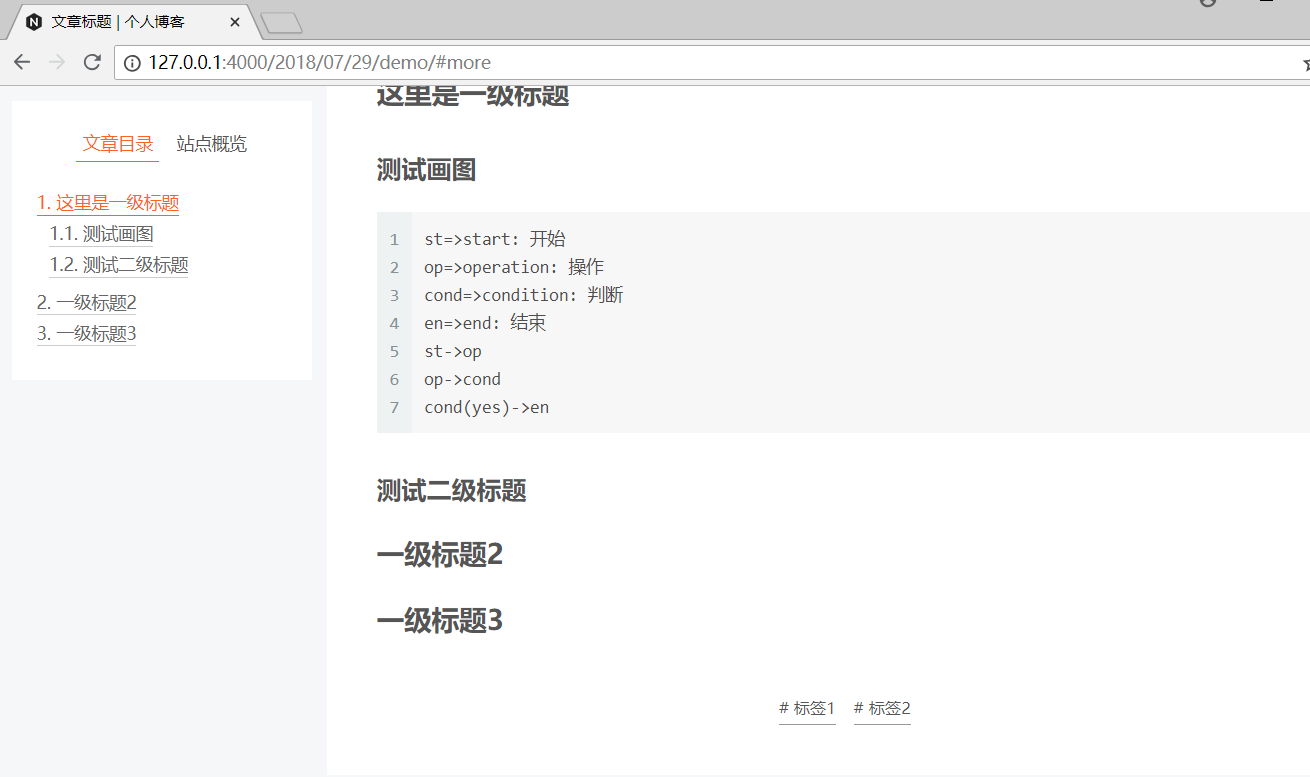 文章标题 | 个人博客
127.0.0.1:4000/2018/07/29/demo/#more
文章目录 站点概览
1. 这里是一级标题
1.1. 测试画图
1.2. 测试二级标题
2. 一级标题2
3. 一级标题3
这里是一级标题
测试画图
1 st=>start: 开始
2 op=>operation: 操作
3 cond=>condition: 判断
4 en=>end: 结束
5 st->op
6 op->cond
7 cond(yes)->en
测试二级标题
一级标题2
一级标题3
# 标签1 # 标签2